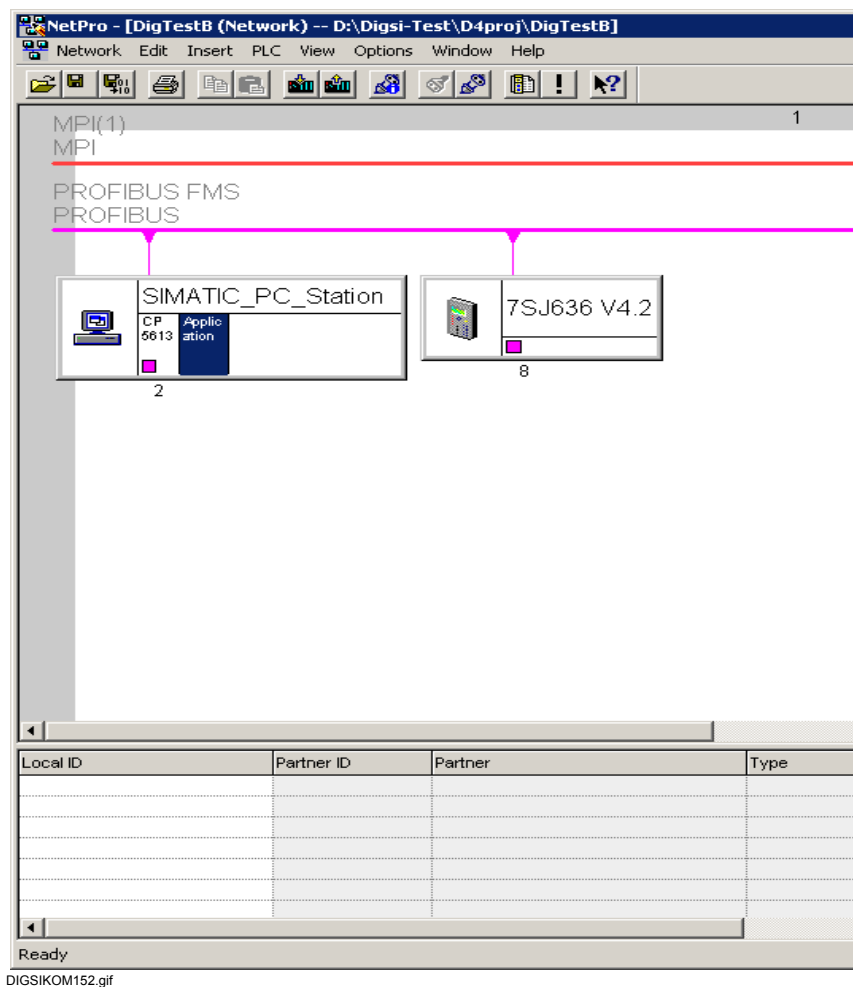 NetPro - [DigTestB (Network) -- D:\Digsi-Test\D4proj\DigTestB]
Network Edit Insert PLC View Options Window Help
1
MPI(1)
MPI
PROFIBUS FMS
PROFIBUS
SIMATIC_PC_Station
CP
5613
Applic
ation
2
7SJ636 V4.2
8
Local ID Partner ID Partner Type
Ready
DIGSIKOM152.gif